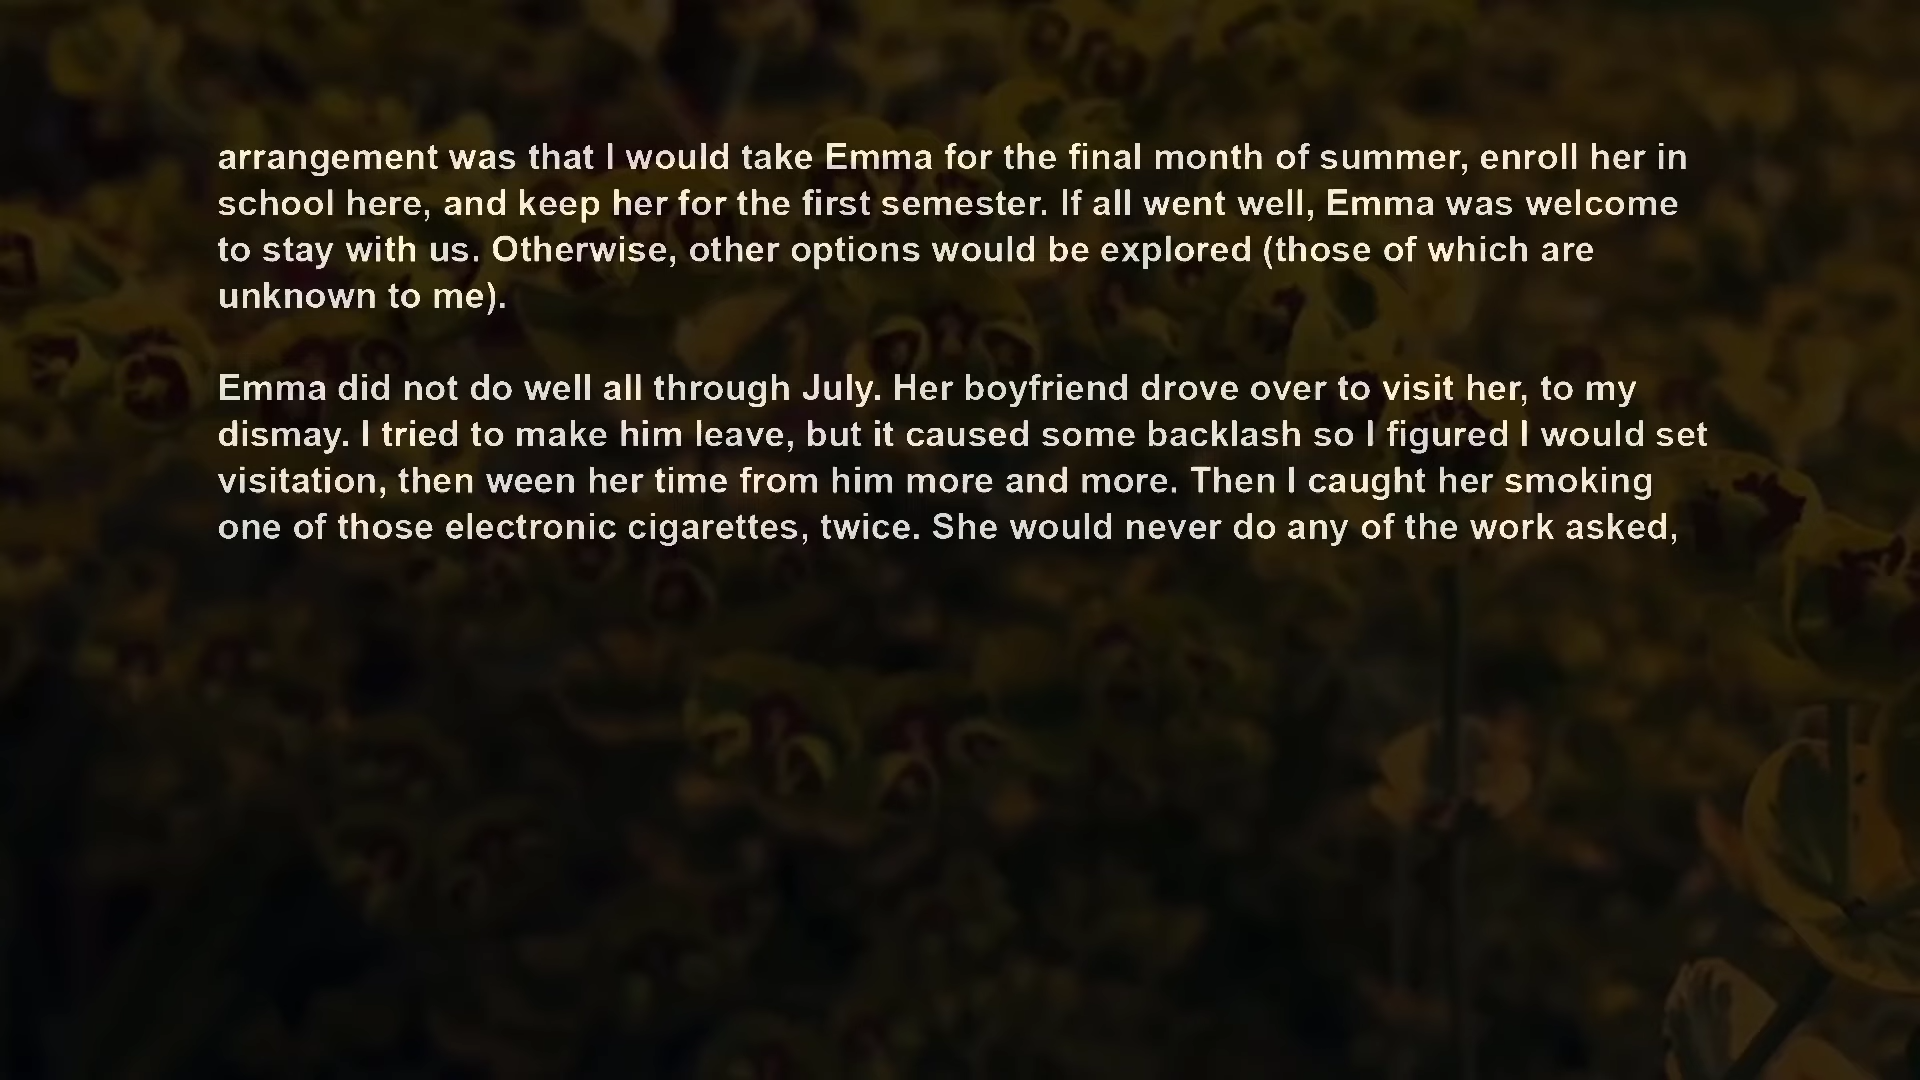 arrangement was that I would take Emma for the final month of summer, enroll her in
school here, and keep her for the first semester. If all went well, Emma was welcome
to stay with us. Otherwise, other options would be explored (those of which are
unknown to me).
Emma did not do well all through July. Her boyfriend drove over to visit her, to my
dismay. I tried to make him leave, but it caused some backlash so I figured I would set
visitation, then ween her time from him more and more. Then I caught her smoking
one of those electronic cigarettes, twice. She would never do any of the work asked,